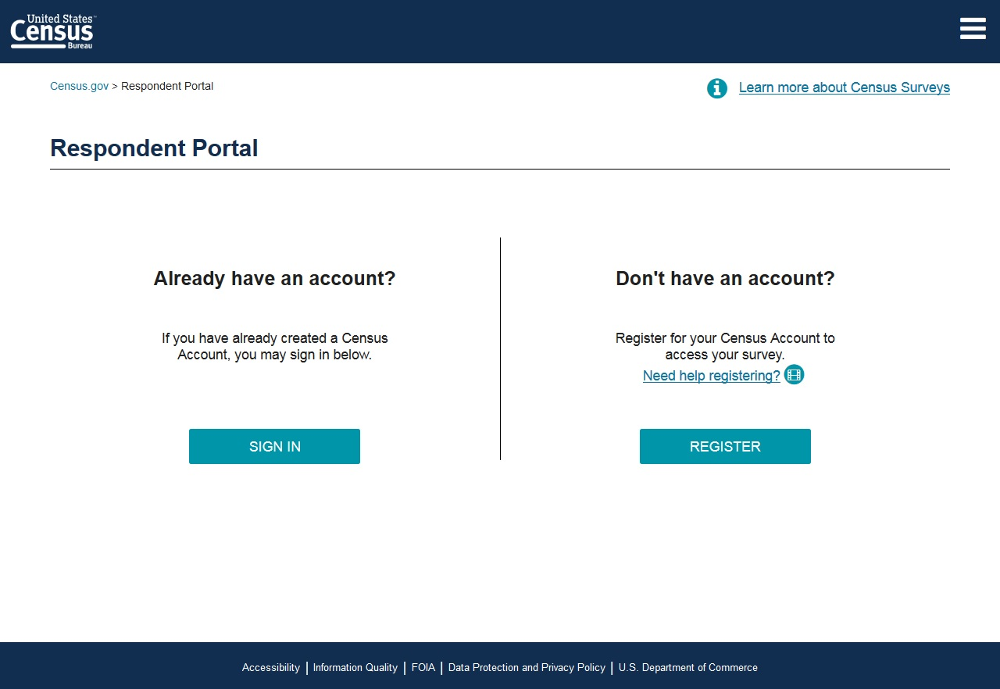 United States™
Census
Bureau
Census.gov > Respondent Portal
Learn more about Census Surveys
Respondent Portal
Already have an account?
If you have already created a Census
Account, you may sign in below.
SIGN IN
Don't have an account?
Register for your Census Account to
access your survey.
Need help registering?
REGISTER
Accessibility | Information Quality | FOIA | Data Protection and Privacy Policy | U.S. Department of Commerce